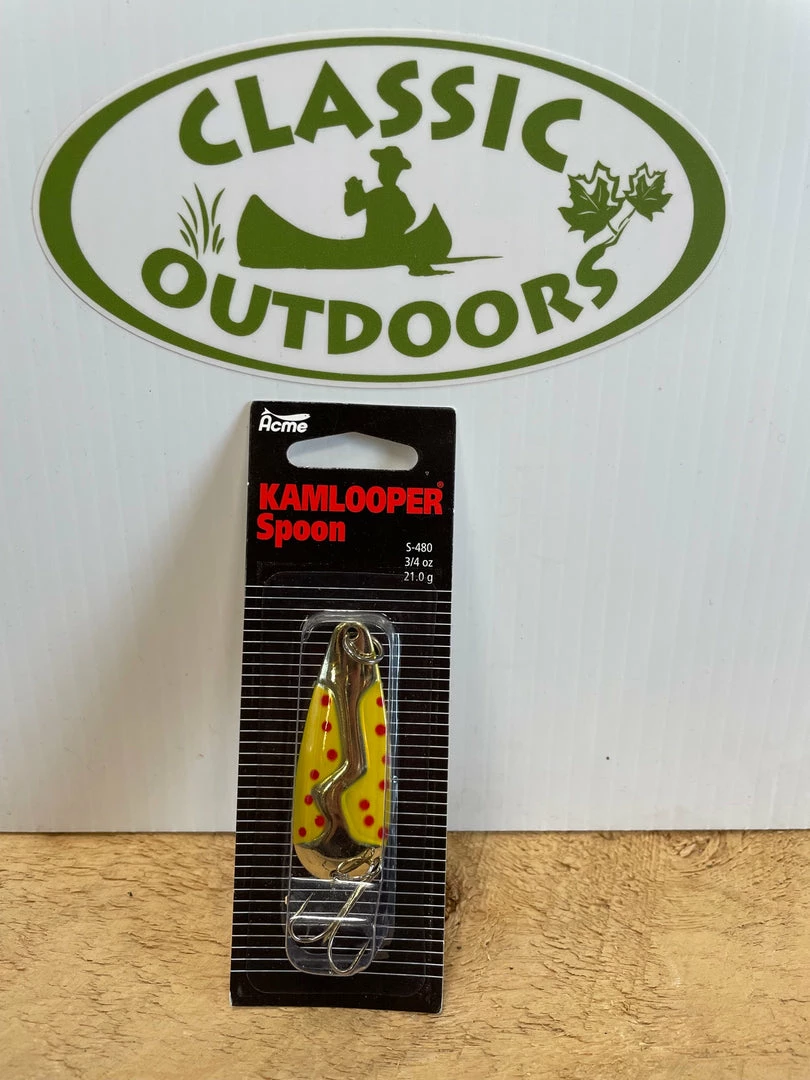 CLASSIC
OUTDOORS
Acme
KAMLOOPER®
Spoon
S-480
3/4 oz
21.0 g